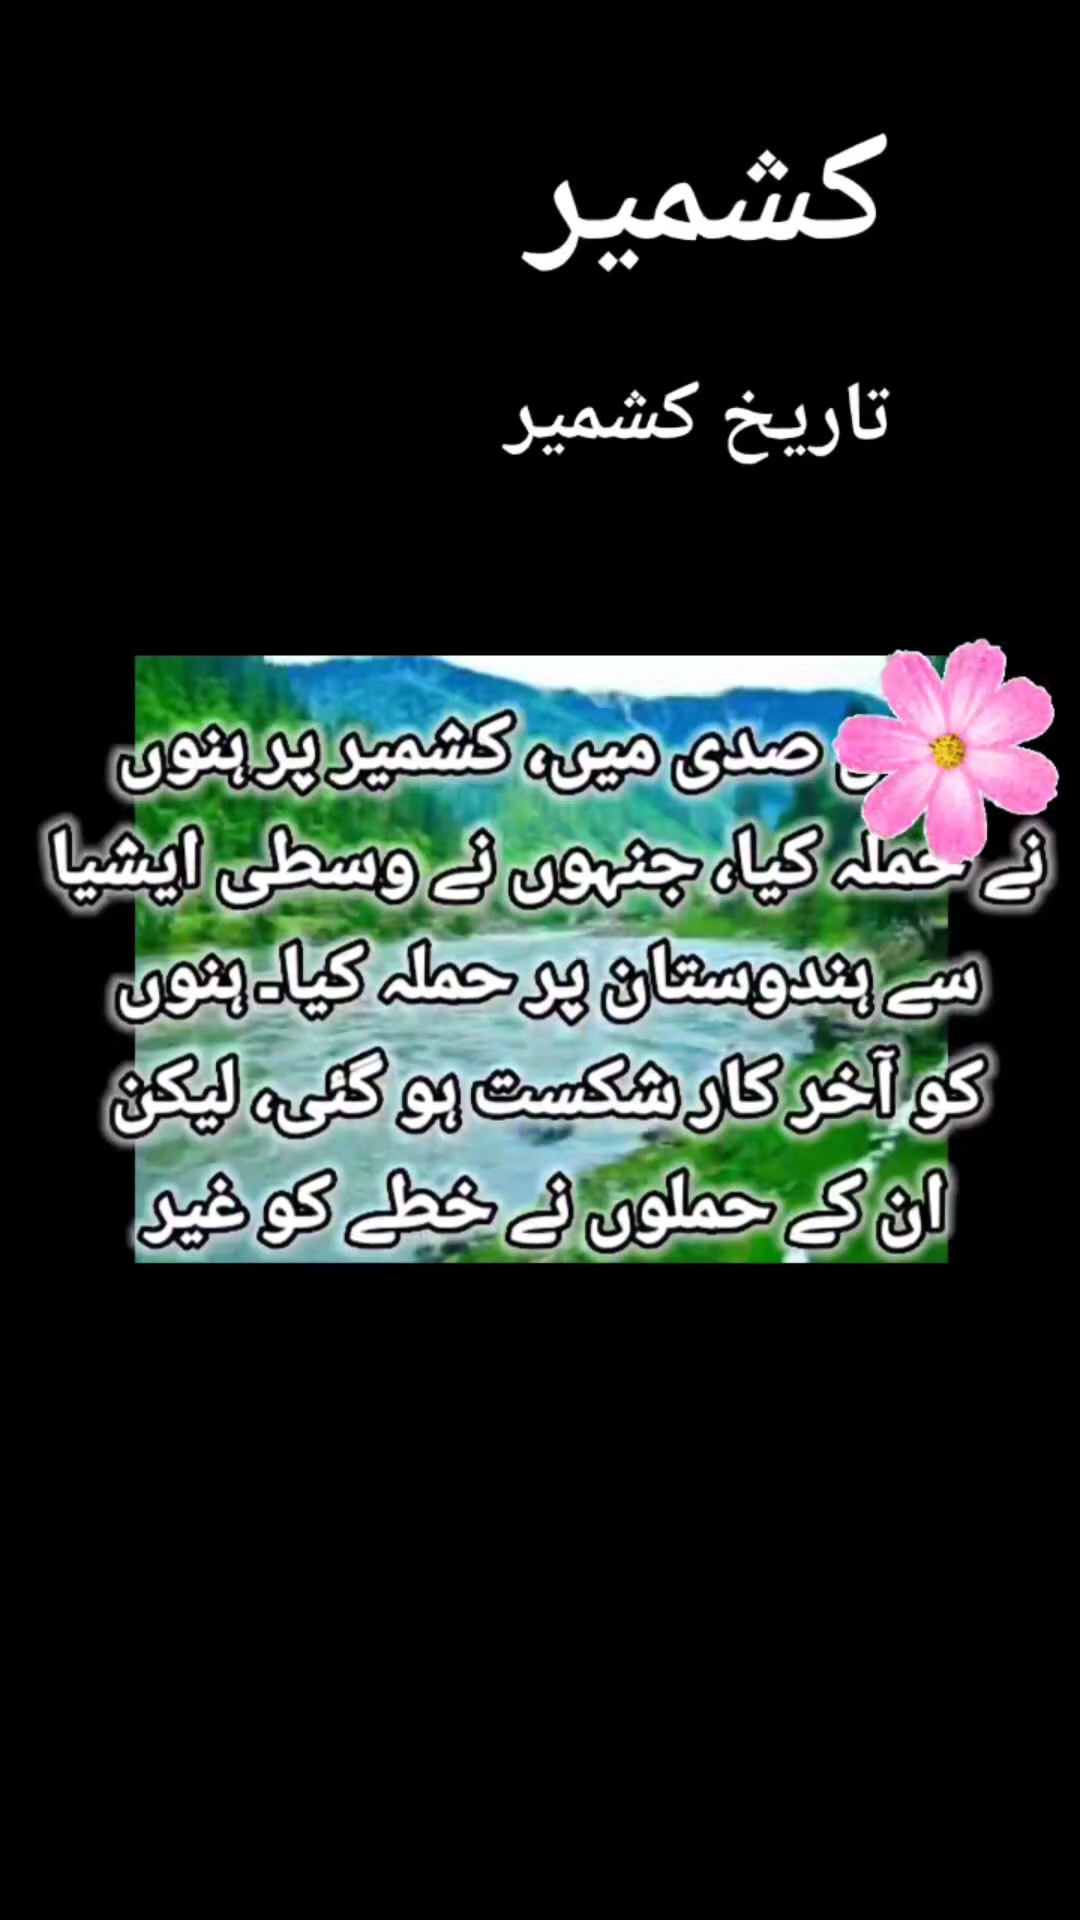 کشمیر
تاریخ کشمیر
صدی میں، کشمیر پر ہنوں
نے حملہ کیا، جنہوں نے وسطی ایشیا
سے ہندوستان پر حملہ کیا۔ ہنوں
کو آخر کار شکست ہو گئی، لیکن
ان کے حملوں نے خطے کو غیر